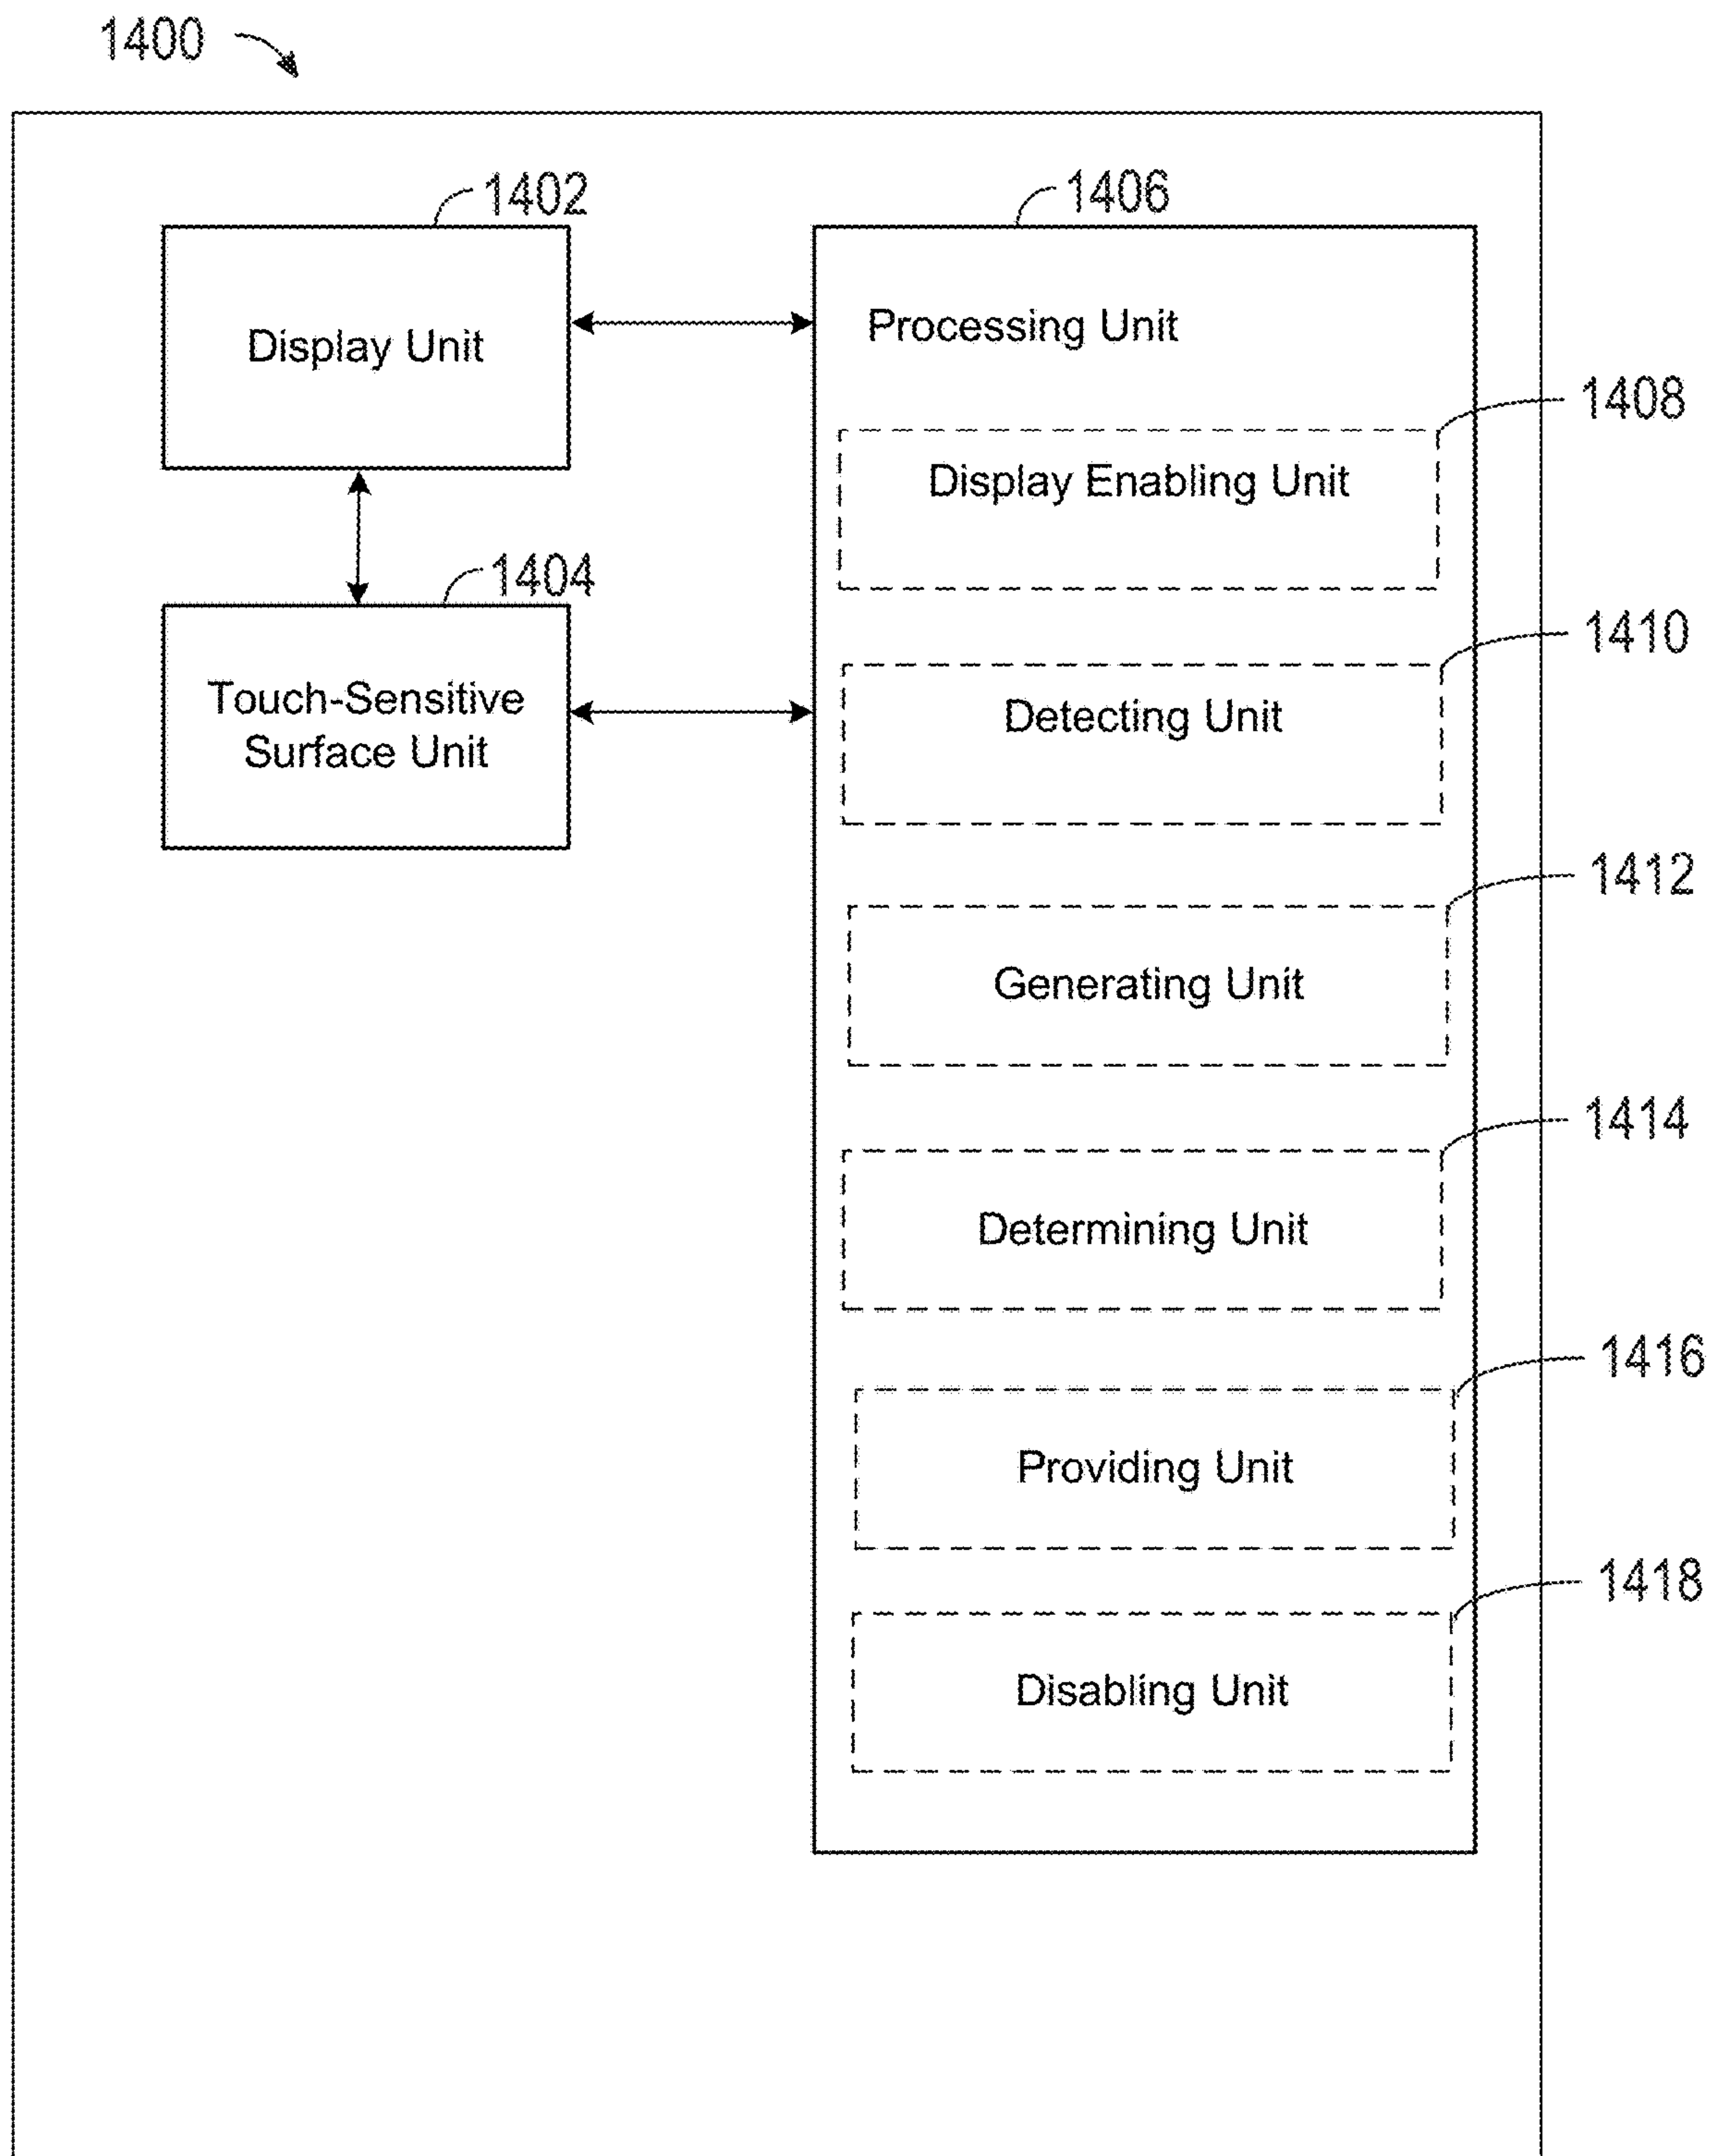 1400
1402
1406
Display Unit
Processing Unit
1408
Display Enabling Unit
1404
Touch-Sensitive
Surface Unit
1410
Detecting Unit
1412
Generating Unit
1414
Determining Unit
1416
Providing Unit
1418
Disabling Unit